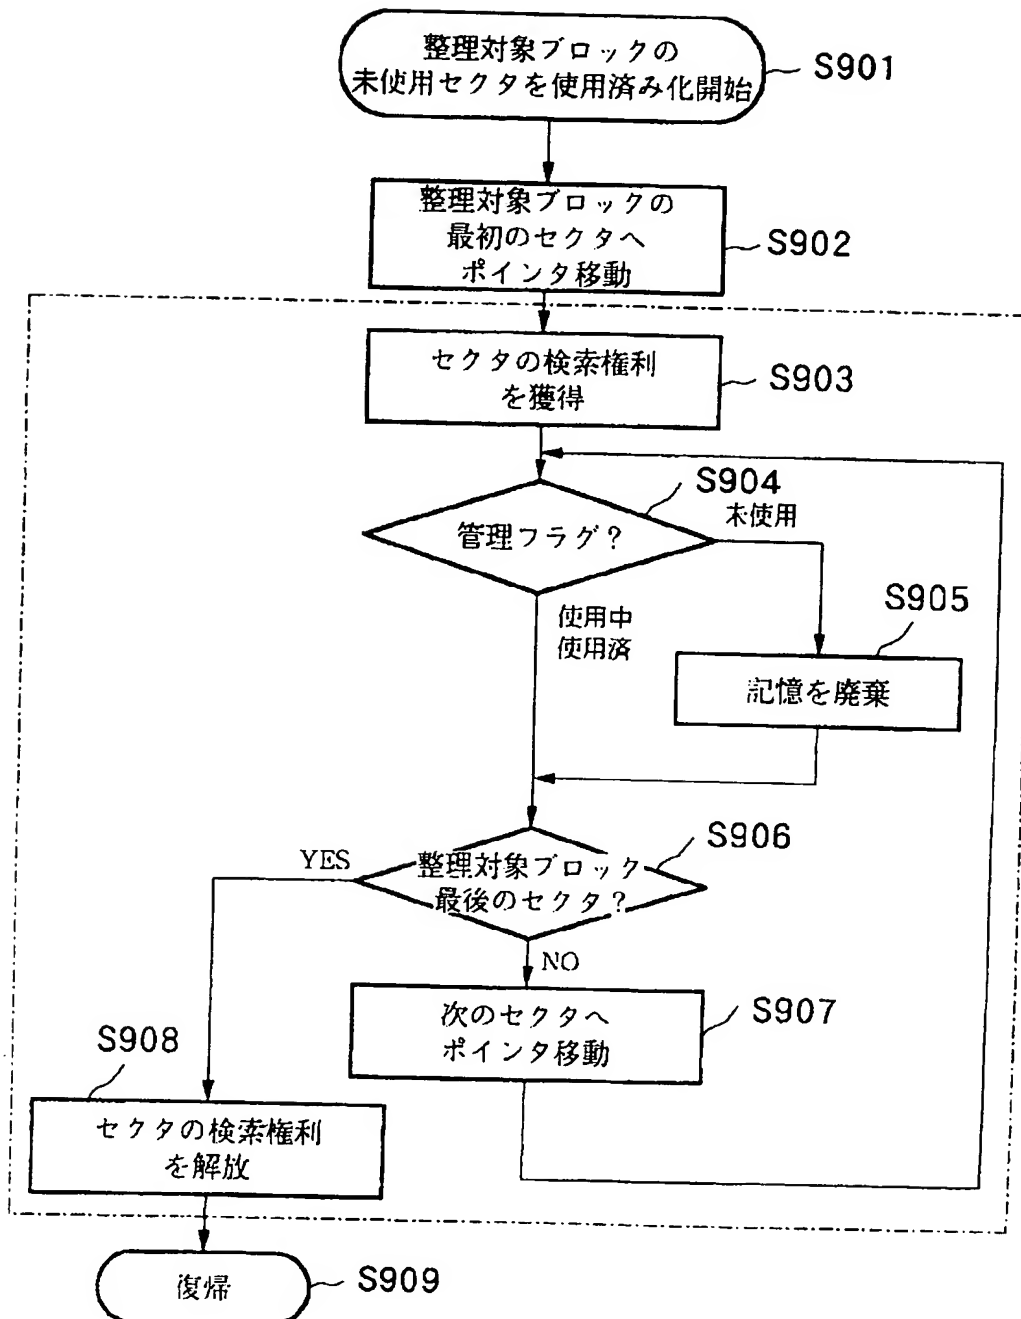 整理対象ブロックの
未使用セクタを使用済み化開始
S901
整理対象ブロックの
最初のセクタへ
ポインタ移動
S902
セクタの検索権利
を獲得
S903
S904
管理フラグ?
未使用
使用中
使用済
S905
記憶を廃棄
S906
整理対象ブロック
最後のセクタ?
YES
NO
次のセクタへ
ポインタ移動
S907
S908
セクタの検索権利
を解放
復帰
S909